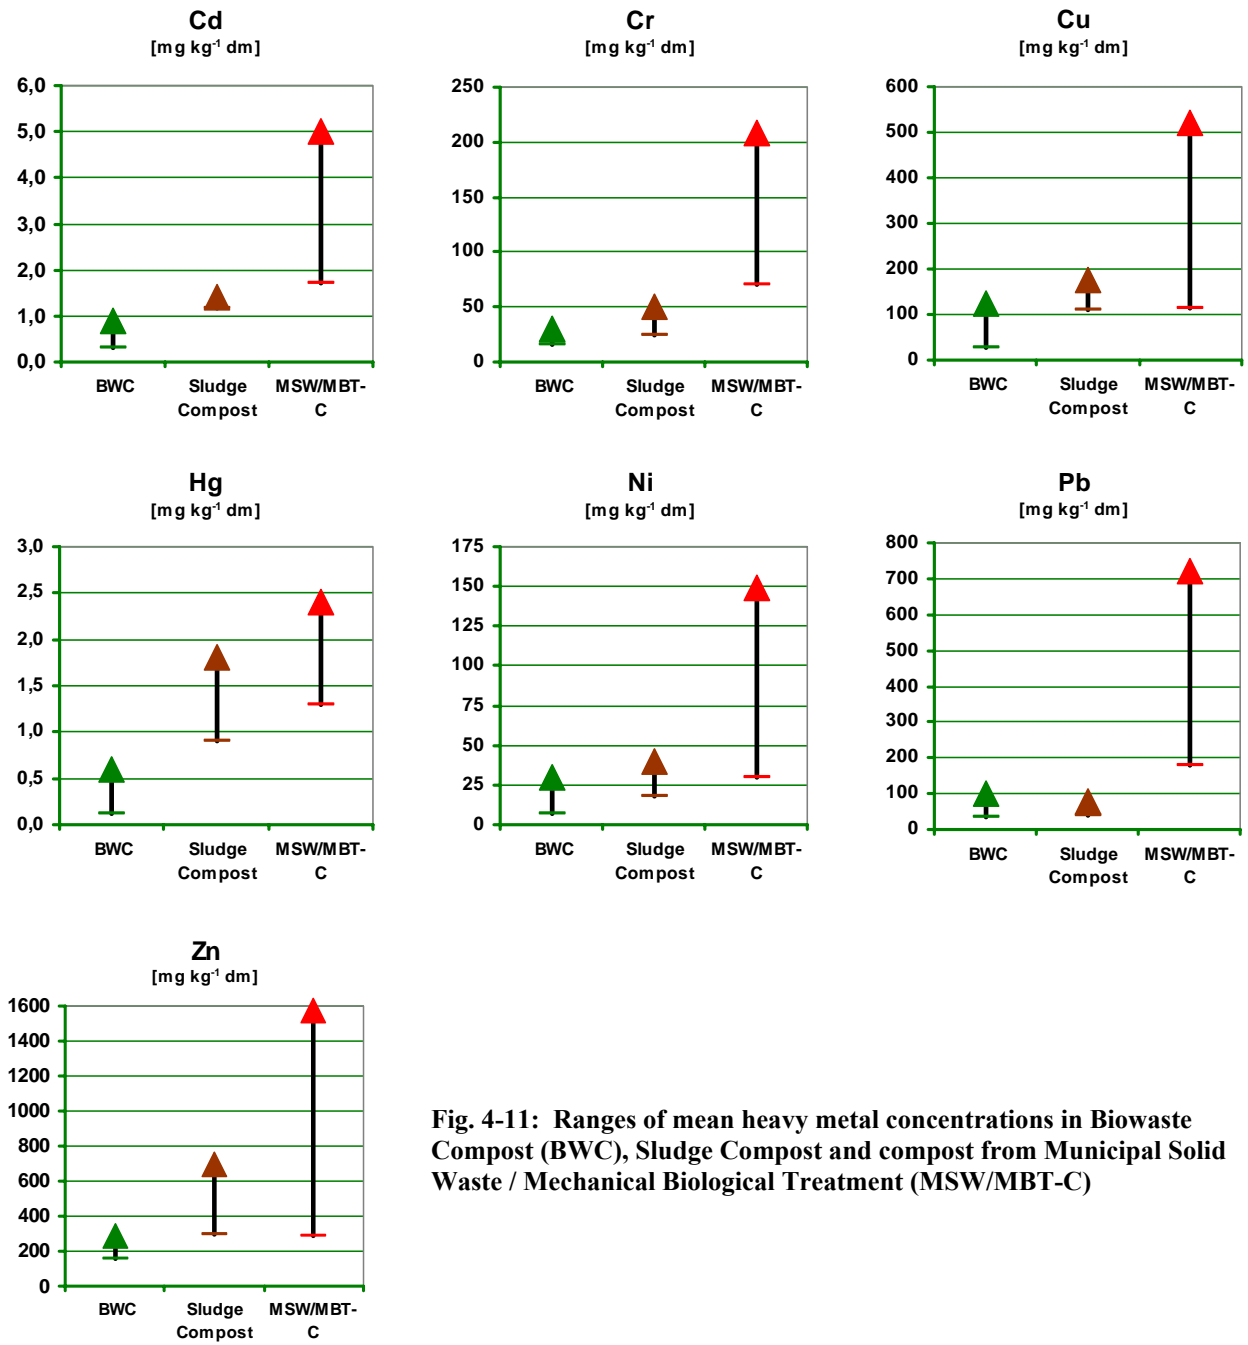 Cd
[mg kg⁻¹ dm]
6,0
5,0
4,0
3,0
2,0
1,0
0,0
BWC
Sludge
Compost
MSW/MBT-
C
Cr
[mg kg⁻¹ dm]
250
200
150
100
50
0
BWC
Sludge
Compost
MSW/MBT-
C
Cu
[mg kg⁻¹ dm]
600
500
400
300
200
100
0
BWC
Sludge
Compost
MSW/MBT-
C
Hg
[mg kg⁻¹ dm]
3,0
2,5
2,0
1,5
1,0
0,5
0,0
BWC
Sludge
Compost
MSW/MBT-
C
Ni
[mg kg⁻¹ dm]
175
150
125
100
75
50
25
0
BWC
Sludge
Compost
MSW/MBT-
C
Pb
[mg kg⁻¹ dm]
800
700
600
500
400
300
200
100
0
BWC
Sludge
Compost
MSW/MBT-
C
Zn
[mg kg⁻¹ dm]
1600
1400
1200
1000
800
600
400
200
0
BWC
Sludge
Compost
MSW/MBT-
C
Fig. 4-11: Ranges of mean heavy metal concentrations in Biowaste
Compost (BWC), Sludge Compost and compost from Municipal Solid
Waste / Mechanical Biological Treatment (MSW/MBT-C)